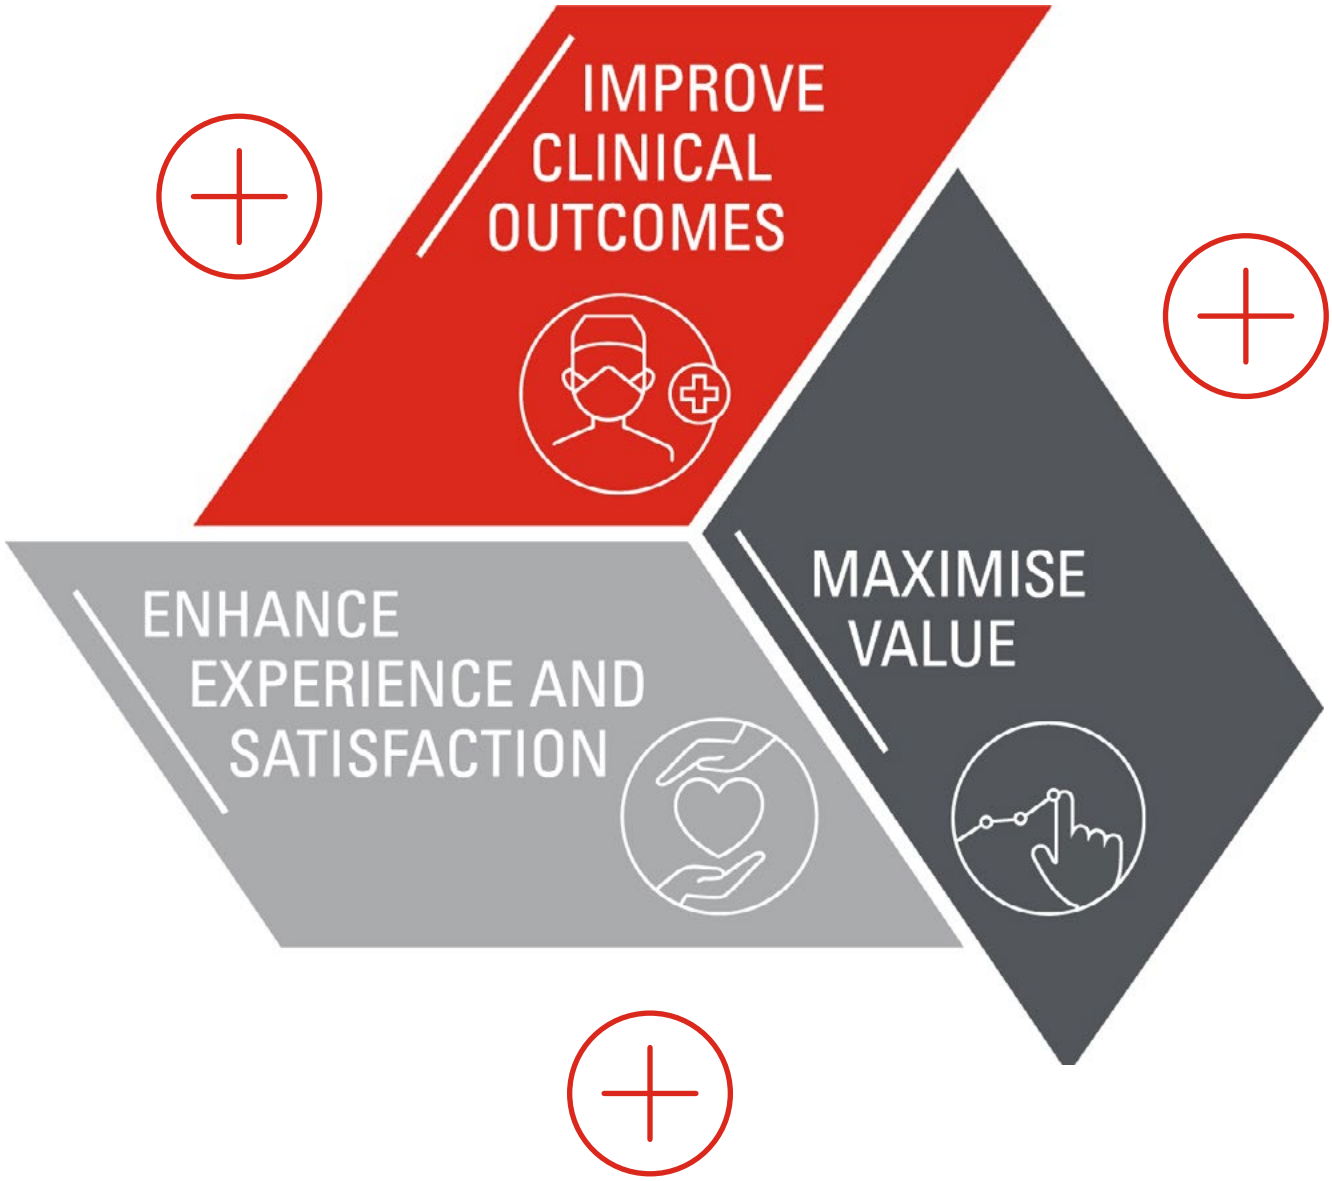 IMPROVE
CLINICAL
OUTCOMES
MAXIMISE
VALUE
ENHANCE
EXPERIENCE AND
SATISFACTION